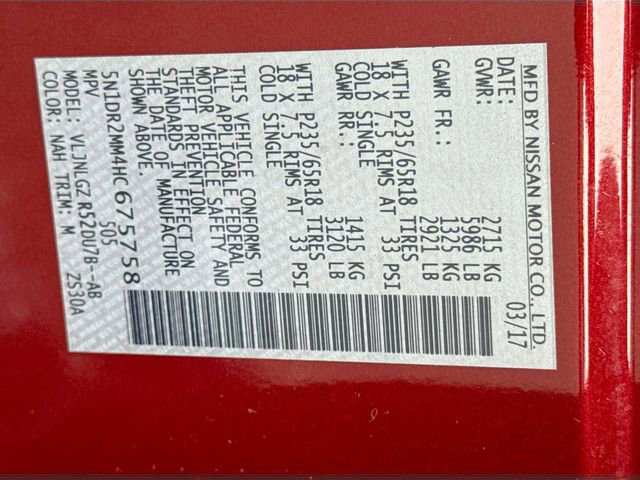 MFD BY NISSAN MOTOR CO., LTD.
DATE: 03/17
GVWR: 2715 KG
5986 LB
GAWR FR: 1325 KG
2921 LB
WITH P235/65R18 TIRES
18 X 7.5 RIMS AT 33 PSI
COLD SINGLE
GAWR RR: 1415 KG
3120 LB
WITH P235/65R18 TIRES
18 X 7.5 RIMS AT 33 PSI
COLD SINGLE
THIS VEHICLE CONFORMS TO
ALL APPLICABLE FEDERAL
MOTOR VEHICLE SAFETY AND
THEFT PREVENTION
STANDARDS IN EFFECT ON
THE DATE OF MANUFACTURE
SHOWN ABOVE.
5N1DR2MM4HC675758
MPV 505
MODEL: VLJNLGZ R52DU7B--AB
COLOR: NAH TRIM: M ZS30A